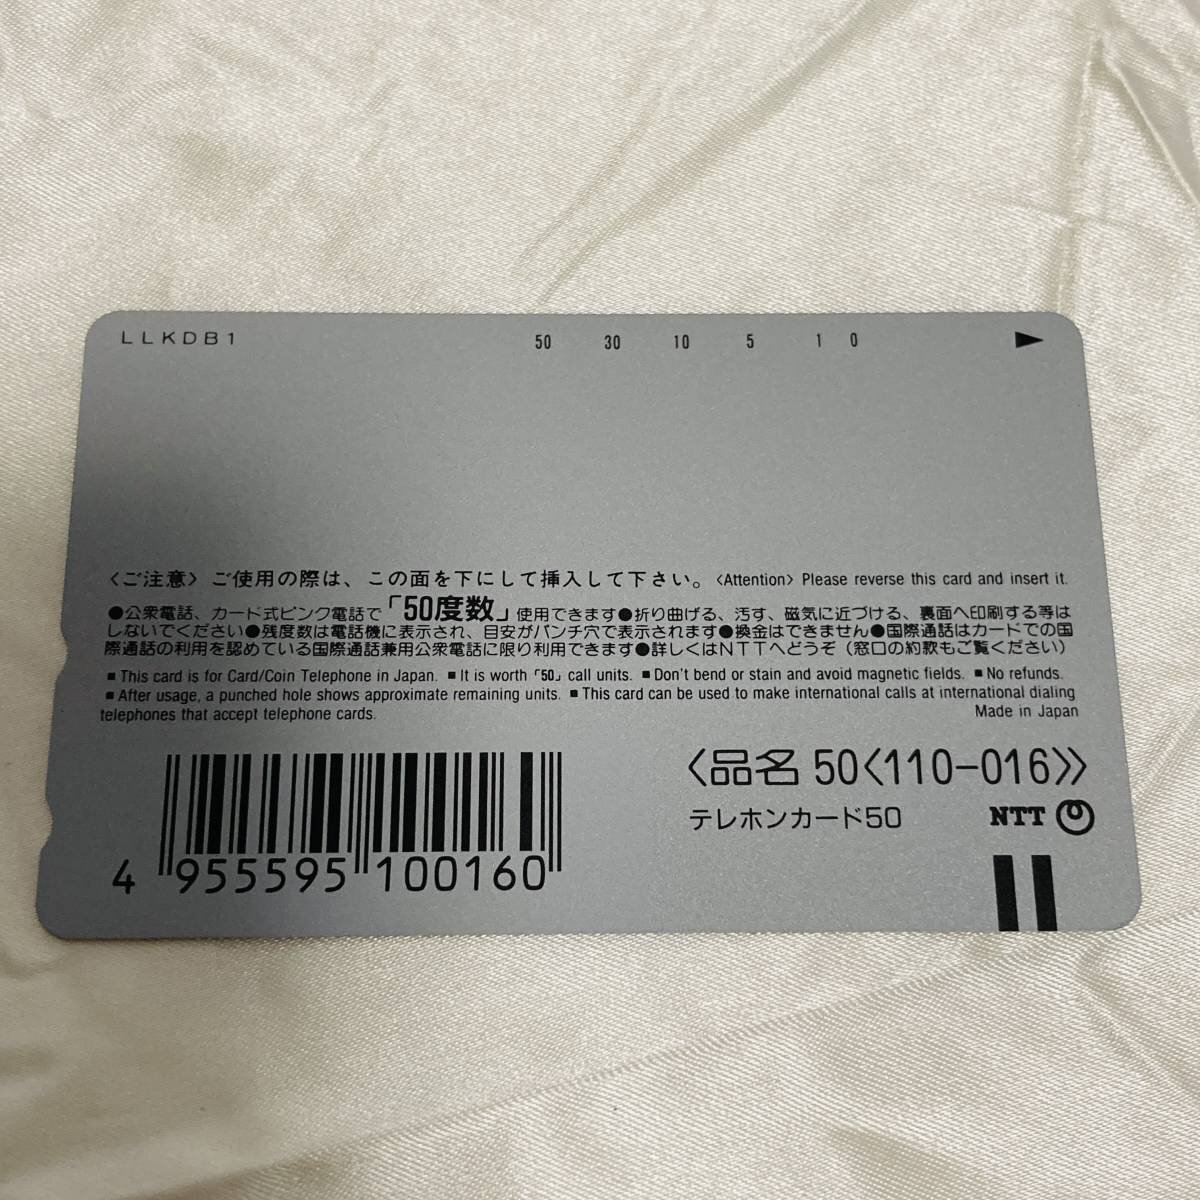 LLKDB1 50 30 10 5 1 0
〈ご注意〉ご使用の際は、この面を下にして挿入して下さい。〈Attention〉Please reverse this card and insert it.
●公衆電話、カード式ピンク電話で「50度数」使用できます●折り曲げる、汚す、磁気に近づける、裏面へ印刷する等は
しないでください●残度数は電話機に表示され、目安がパンチ穴で表示されます●換金はできません●国際通話はカードでの国
際通話の利用を認めている国際通話兼用公衆電話に限り利用できます●詳しくはNTTへどうぞ（窓口の約款もご覧ください）
■This card is for Card/Coin Telephone in Japan. ■It is worth「50」call units. ■Don't bend or stain and avoid magnetic fields. ■No refunds.
■After usage, a punched hole shows approximate remaining units. ■This card can be used to make international calls at international dialing
telephones that accept telephone cards. Made in Japan
〈品名 50〈110-016〉〉
テレホンカード50 NTT
4 955595 100160